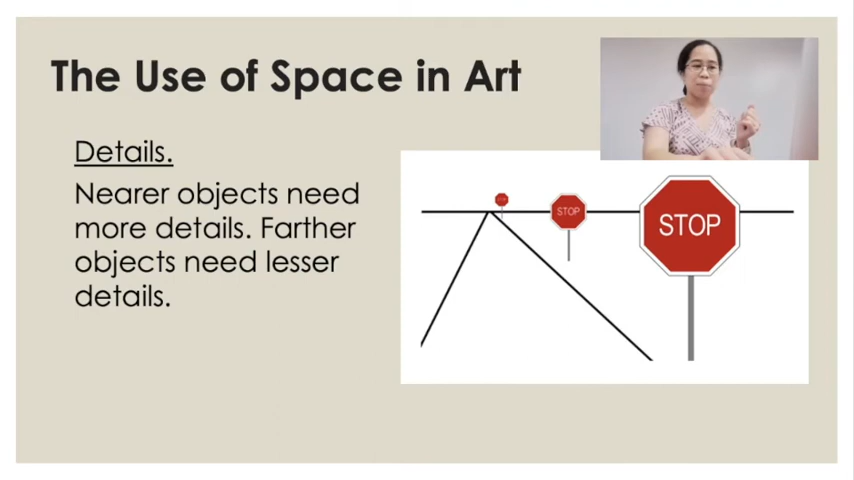 The Use of Space in Art
Details.
Nearer objects need
more details. Farther
objects need lesser
details.
STOP
STOP